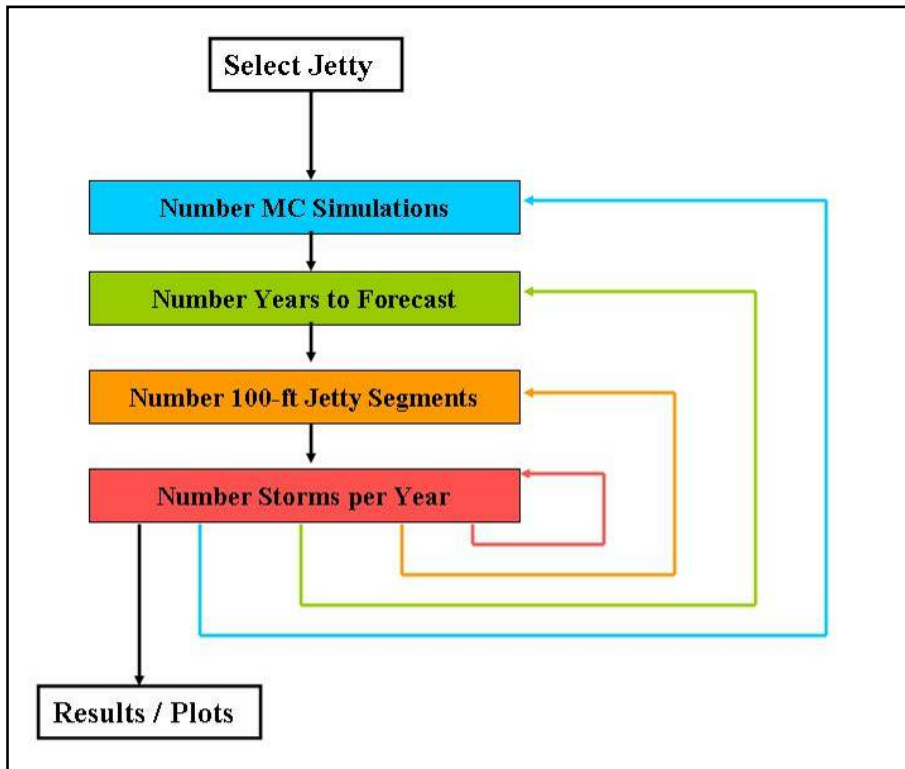 Select Jetty
Number MC Simulations
Number Years to Forecast
Number 100-ft Jetty Segments
Number Storms per Year
Results / Plots